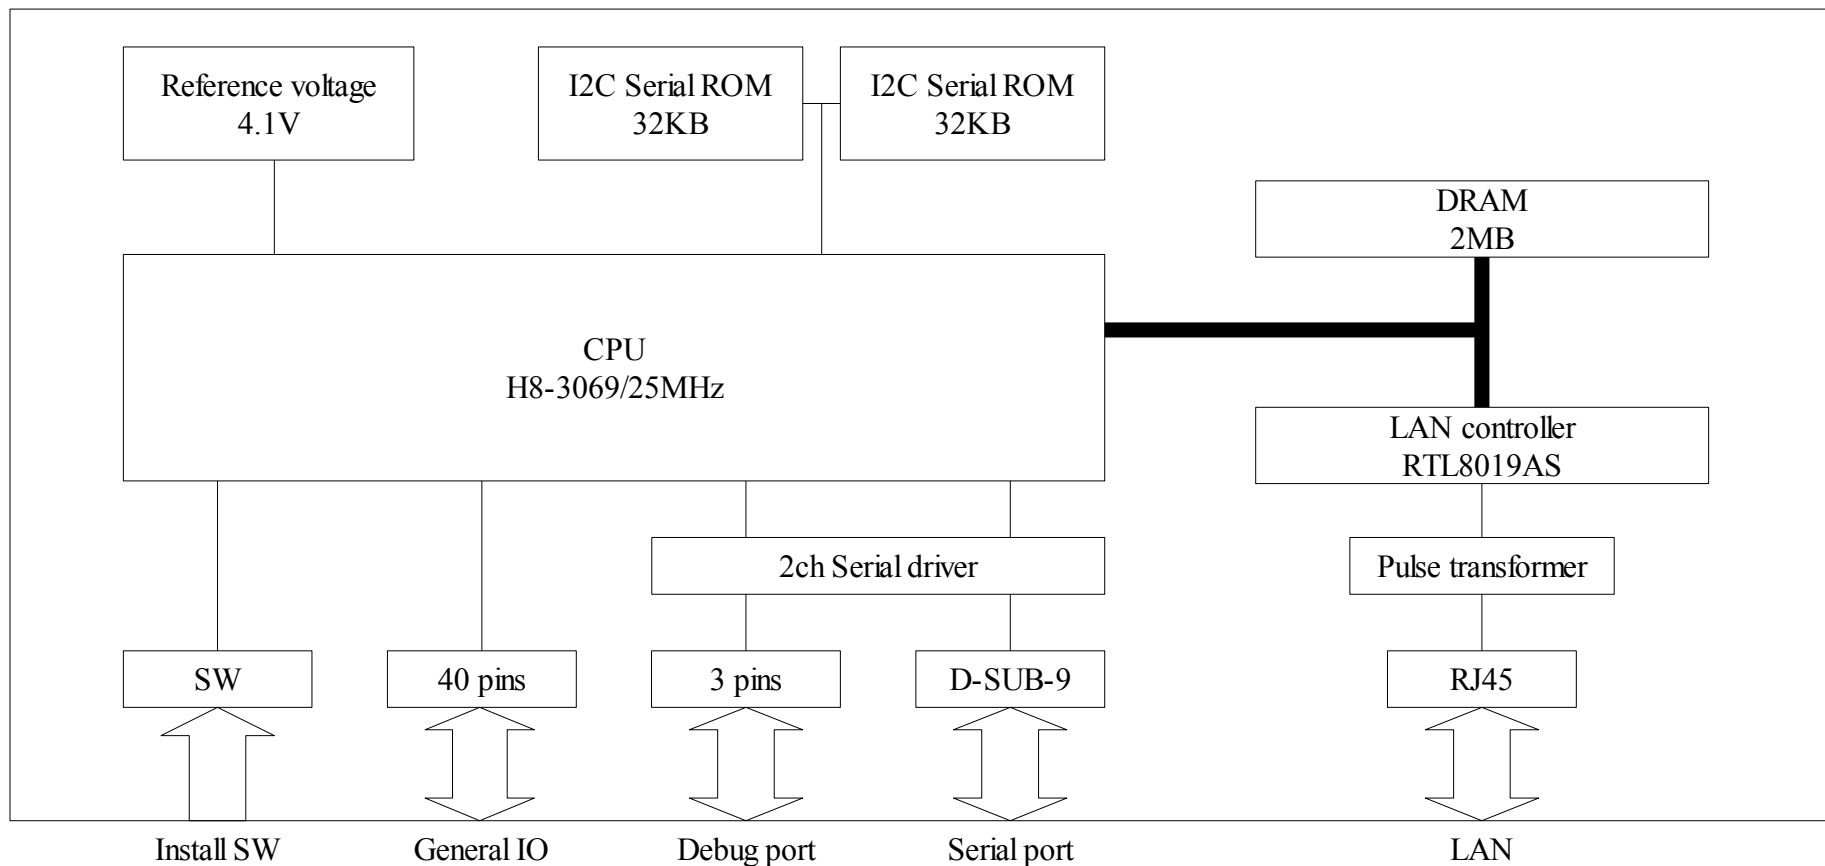 Reference voltage
4.1V
I2C Serial ROM
32KB
I2C Serial ROM
32KB
DRAM
2MB
CPU
H8-3069/25MHz
LAN controller
RTL8019AS
2ch Serial driver
Pulse transformer
SW
40 pins
3 pins
D-SUB-9
RJ45
Install SW
General IO
Debug port
Serial port
LAN